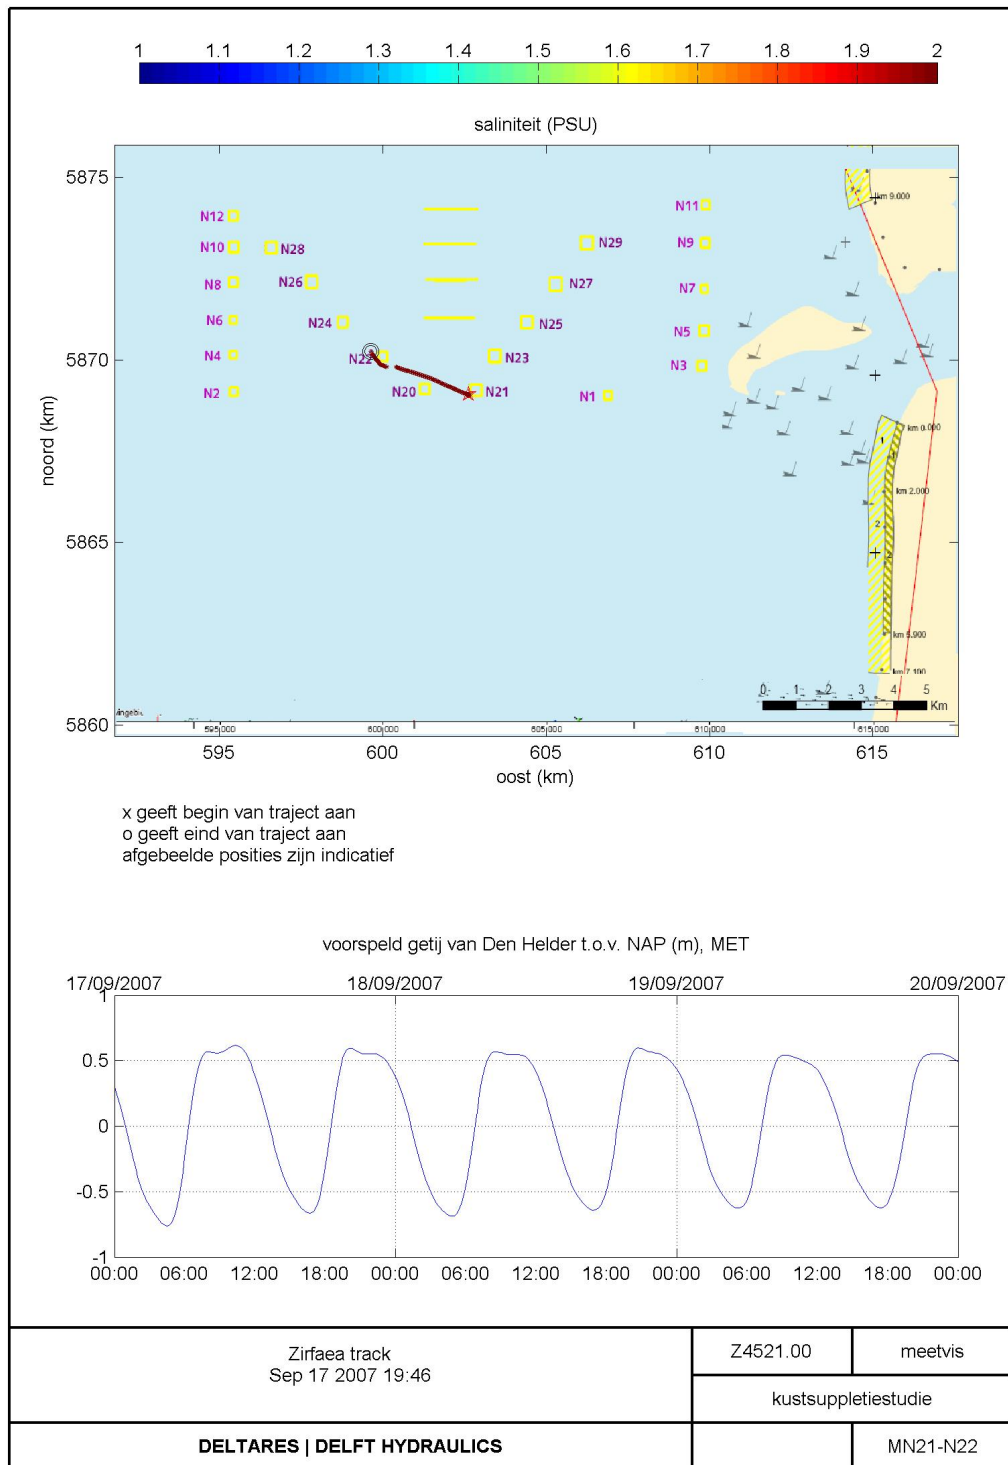 1 1.1 1.2 1.3 1.4 1.5 1.6 1.7 1.8 1.9 2
saliniteit (PSU)
5875
5870
5865
5860
noord (km)
N12
N10
N8
N6
N4
N2
N28
N26
N24
N22
N20
N21
N23
N25
N27
N29
N11
N9
N7
N5
N3
N1
km 9.000
km 0.000
1
1
km 2.000
2
2
km 5.900
km 7.100
0 1 2 3 4 5
Km
595.000 600.000 605.000 610.000 615.000
595 600 605 610 615
oost (km)
x geeft begin van traject aan
o geeft eind van traject aan
afgebeelde posities zijn indicatief
voorspeld getij van Den Helder t.o.v. NAP (m), MET
17/09/2007 18/09/2007 19/09/2007 20/09/2007
1
0.5
0
-0.5
-1
00:00 06:00 12:00 18:00 00:00 06:00 12:00 18:00 00:00 06:00 12:00 18:00 00:00
Zirfaea track
Sep 17 2007 19:46
Z4521.00
meetvis
kustsuppletiestudie
DELTARES | DELFT HYDRAULICS
MN21-N22